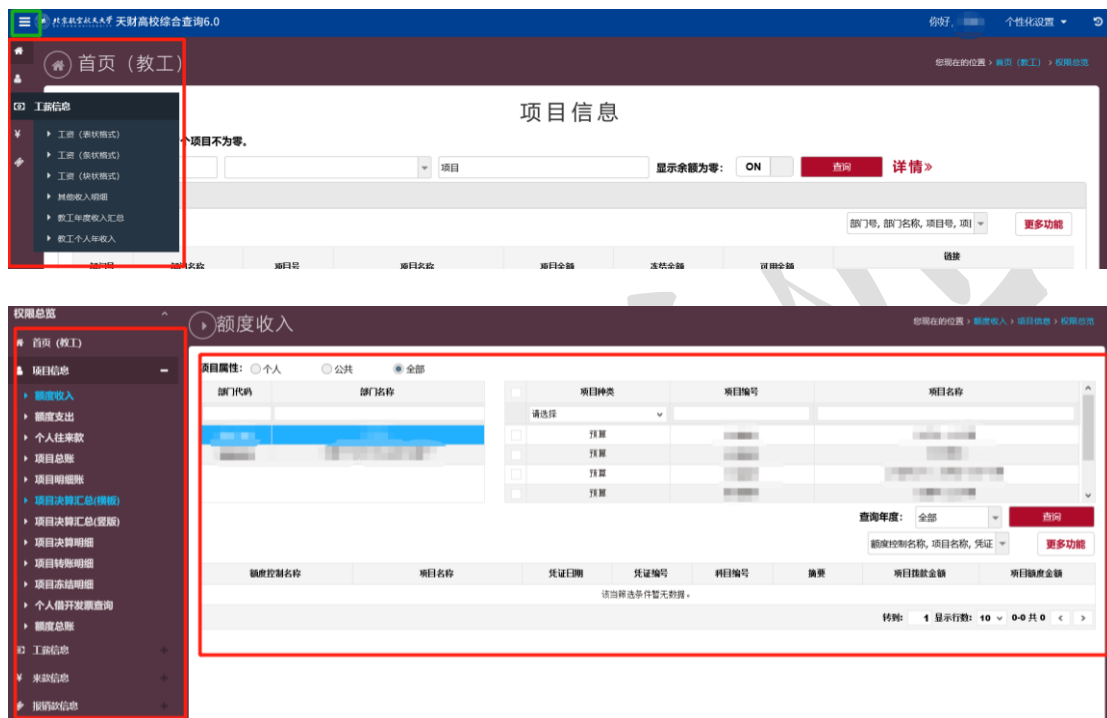 北京航空航天大学 天财高校综合查询6.0 你好, 个性化设置
首页（教工） 您现在的位置 > 首页（教工） > 权限总览
工薪信息
项目信息
工资（表状格式） 个项目不为零。
工资（条状格式）
工资（块状格式） 项目 显示余额为零： ON 查询 详情»
其他收入明细
教工年度收入汇总 部门号, 部门名称, 项目号, 项目 更多功能
教工个人年收入
部门号 部门名称 项目号 项目名称 项目金额 冻结金额 可用金额 链接
权限总览
额度收入 您现在的位置 > 额度收入 > 项目信息 > 权限总览
首页（教工）
项目信息
项目属性： 个人 公共 全部
额度收入
额度支出
个人往来款
项目总账
项目明细账
项目决算汇总(横版)
项目决算汇总(竖版)
项目决算明细
项目转账明细
项目冻结明细
个人借开发票查询
额度总账
工薪信息
来款信息
报销款信息
部门代码 部门名称 项目种类 项目编号 项目名称
请选择
预算
预算
预算
预算
查询年度： 全部 查询
额度控制名称, 项目名称, 凭证 更多功能
额度控制名称 项目名称 凭证日期 凭证编号 科目编号 摘要 项目拨款金额 项目额度金额
该当筛选条件暂无数据。
转到： 1 显示行数： 10 0-0 共 0 < >